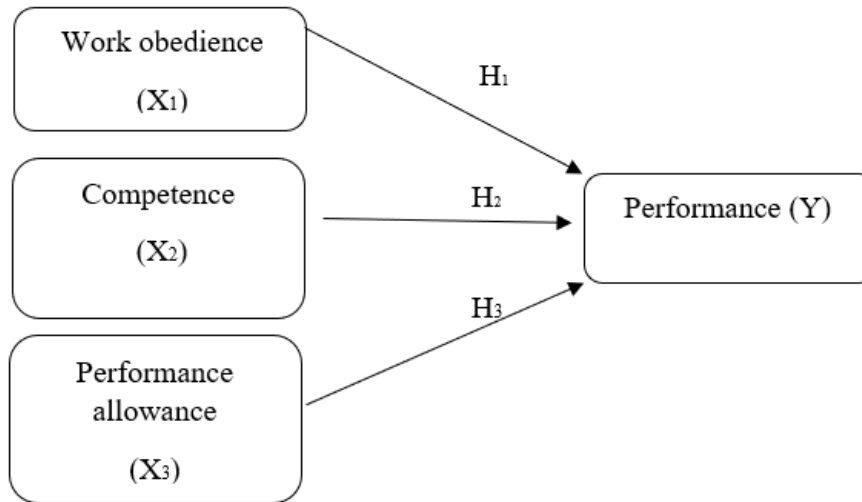 Work obedience
(X1)
H1
Competence
(X2)
H2
Performance (Y)
Performance
allowance
(X3)
H3